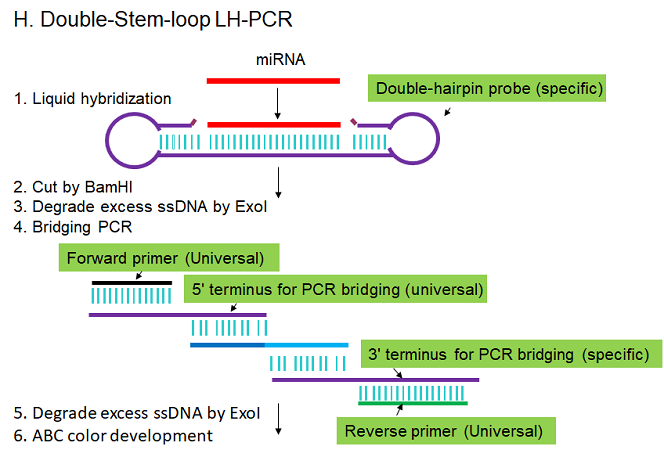 H. Double-Stem-loop LH-PCR
miRNA
1. Liquid hybridization
Double-hairpin probe (specific)
2. Cut by BamHI
3. Degrade excess ssDNA by ExoI
4. Bridging PCR
Forward primer (Universal)
5' terminus for PCR bridging (universal)
3' terminus for PCR bridging (specific)
5. Degrade excess ssDNA by ExoI
6. ABC color development
Reverse primer (Universal)